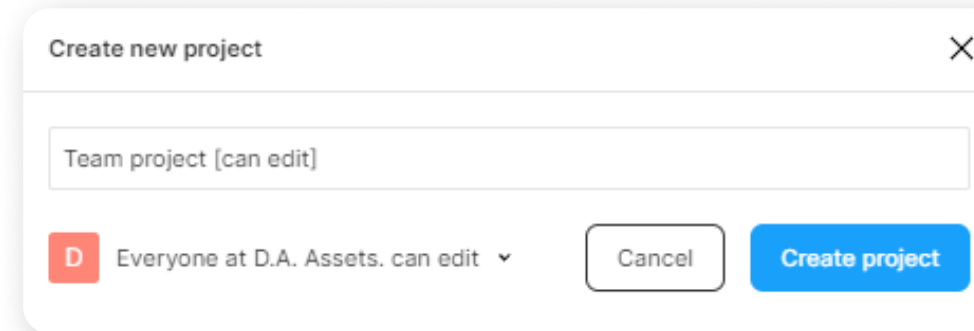 Create new project
Team project [can edit]
D Everyone at D.A. Assets. can edit Cancel Create project